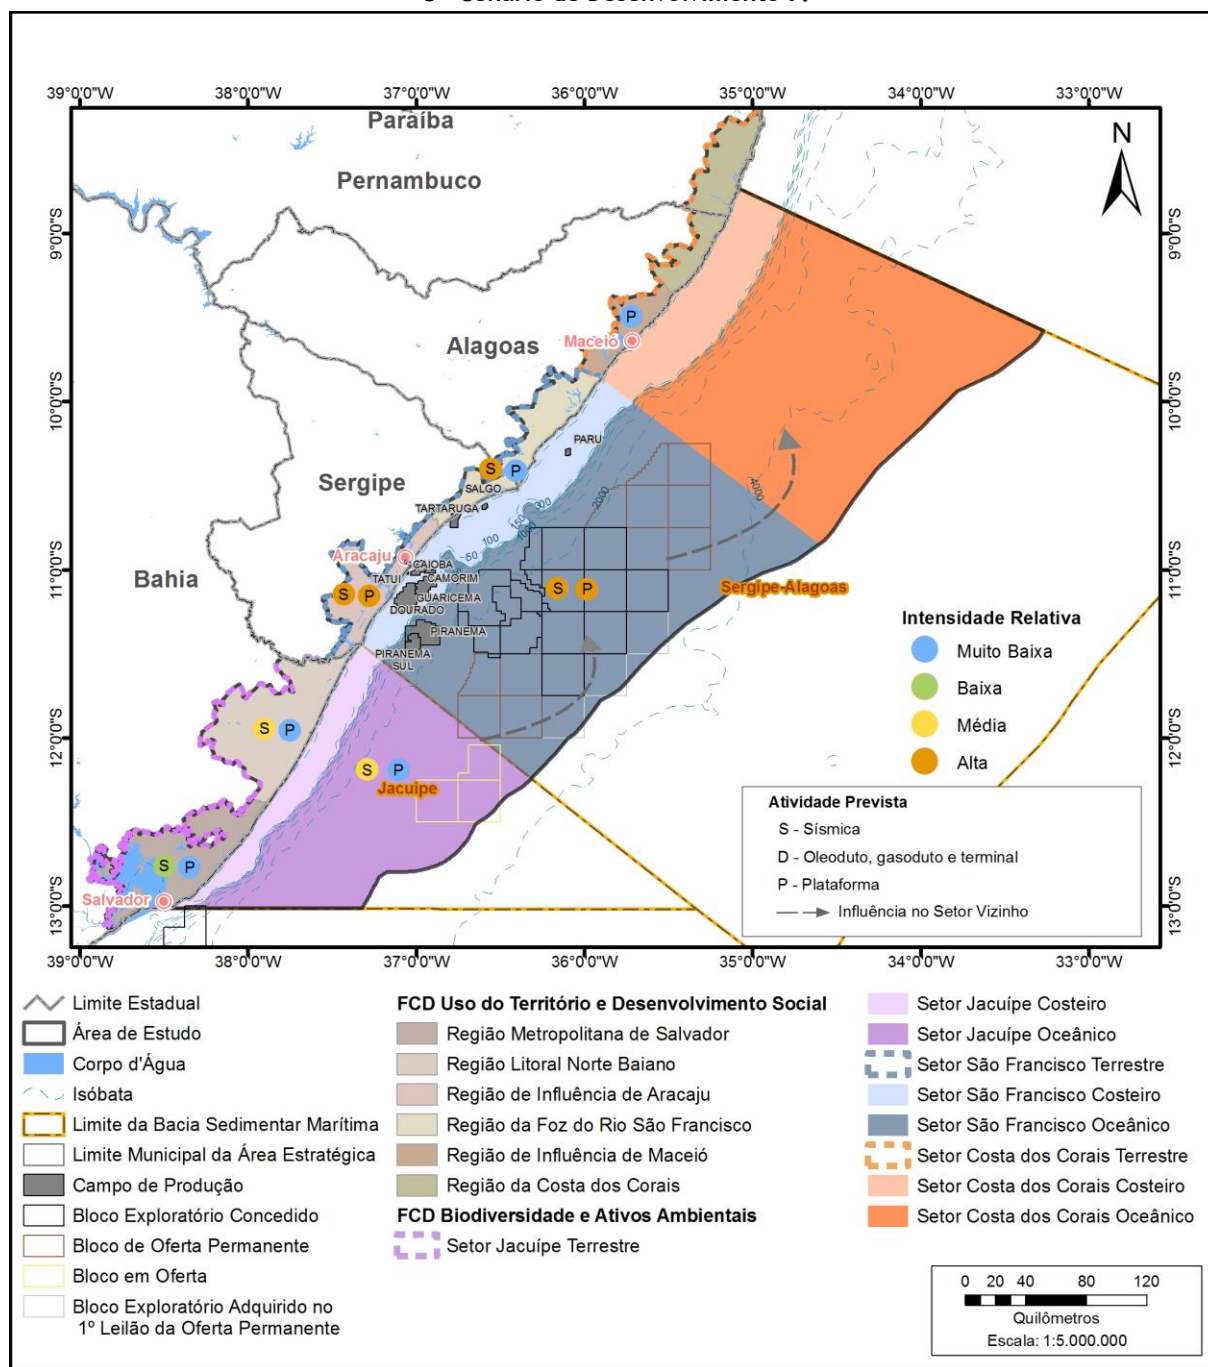 39°0'0"W 38°0'0"W 37°0'0"W 36°0'0"W 35°0'0"W 34°0'0"W 33°0'0"W
Paraíba
N
Pernambuco
9°0'0"S
9°0'0"S
P
Maceió
Alagoas
10°0'0"S
10°0'0"S
PARU
S P
SALGO.
Sergipe
TARTARUGA
150 300
2000
4000
50 100 1000
Aracaju
CAIOBA
TATUI
CAMORIM
11°0'0"S
11°0'0"S
Bahia
S P
GUARICEMA
DOURADO
S P
Sergipe-Alagoas
PIRANEMA
PIRANEMA
SUL
Intensidade Relativa
Muito Baixa
Baixa
Média
Alta
12°0'0"S
12°0'0"S
S P
S P
Jacuípe
Atividade Prevista
S - Sísmica
D - Oleoduto, gasoduto e terminal
P - Plataforma
Influência no Setor Vizinho
S P
Salvador
13°0'0"S
13°0'0"S
39°0'0"W 38°0'0"W 37°0'0"W 36°0'0"W 35°0'0"W 34°0'0"W 33°0'0"W
Limite Estadual
Área de Estudo
Corpo d'Água
Isóbata
Limite da Bacia Sedimentar Marítima
Limite Municipal da Área Estratégica
Campo de Produção
Bloco Exploratório Concedido
Bloco de Oferta Permanente
Bloco em Oferta
Bloco Exploratório Adquirido no
1º Leilão da Oferta Permanente
FCD Uso do Território e Desenvolvimento Social
Região Metropolitana de Salvador
Região Litoral Norte Baiano
Região de Influência de Aracaju
Região da Foz do Rio São Francisco
Região de Influência de Maceió
Região da Costa dos Corais
FCD Biodiversidade e Ativos Ambientais
Setor Jacuípe Terrestre
Setor Jacuípe Costeiro
Setor Jacuípe Oceânico
Setor São Francisco Terrestre
Setor São Francisco Costeiro
Setor São Francisco Oceânico
Setor Costa dos Corais Terrestre
Setor Costa dos Corais Costeiro
Setor Costa dos Corais Oceânico
0 20 40 80 120
Quilômetros
Escala: 1:5.000.000